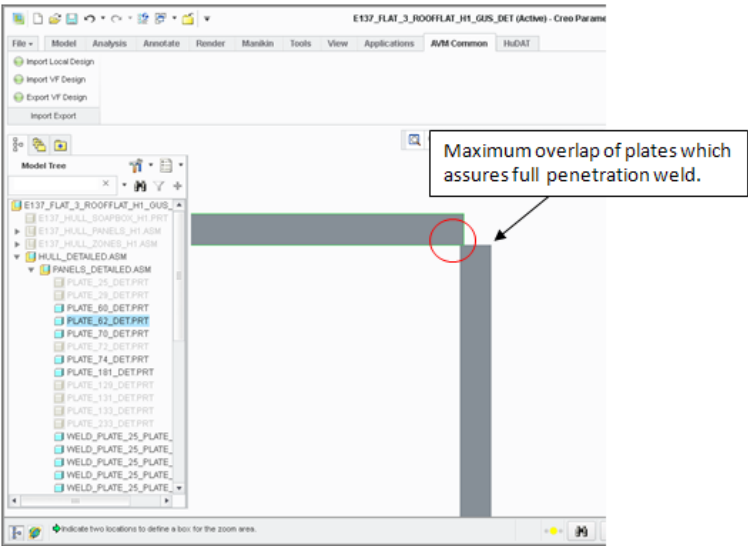 E137_FLAT_3_ROOFFLAT_H1_GUS_DET (Active) - Creo Parame
File Model Analysis Annotate Render Manikin Tools View Applications AVM Common HuDAT
Import Local Design
Import VF Design
Export VF Design
Import Export
Model Tree
Maximum overlap of plates which
assures full penetration weld.
E137_FLAT_3_ROOFFLAT_H1_GUS_
E137_HULL_SOAPBOX_H1.PRT
E137_HULL_PANELS_H1.ASM
E137_HULL_ZONES_H1.ASM
HULL_DETAILED.ASM
PANELS_DETAILED.ASM
PLATE_25_DET.PRT
PLATE_29_DET.PRT
PLATE_60_DET.PRT
PLATE_62_DET.PRT
PLATE_70_DET.PRT
PLATE_72_DET.PRT
PLATE_74_DET.PRT
PLATE_181_DET.PRT
PLATE_129_DET.PRT
PLATE_131_DET.PRT
PLATE_133_DET.PRT
PLATE_233_DET.PRT
WELD_PLATE_25_PLATE_
WELD_PLATE_25_PLATE_
WELD_PLATE_25_PLATE_
WELD_PLATE_25_PLATE_
WELD_PLATE_25_PLATE_
Indicate two locations to define a box for the zoom area.